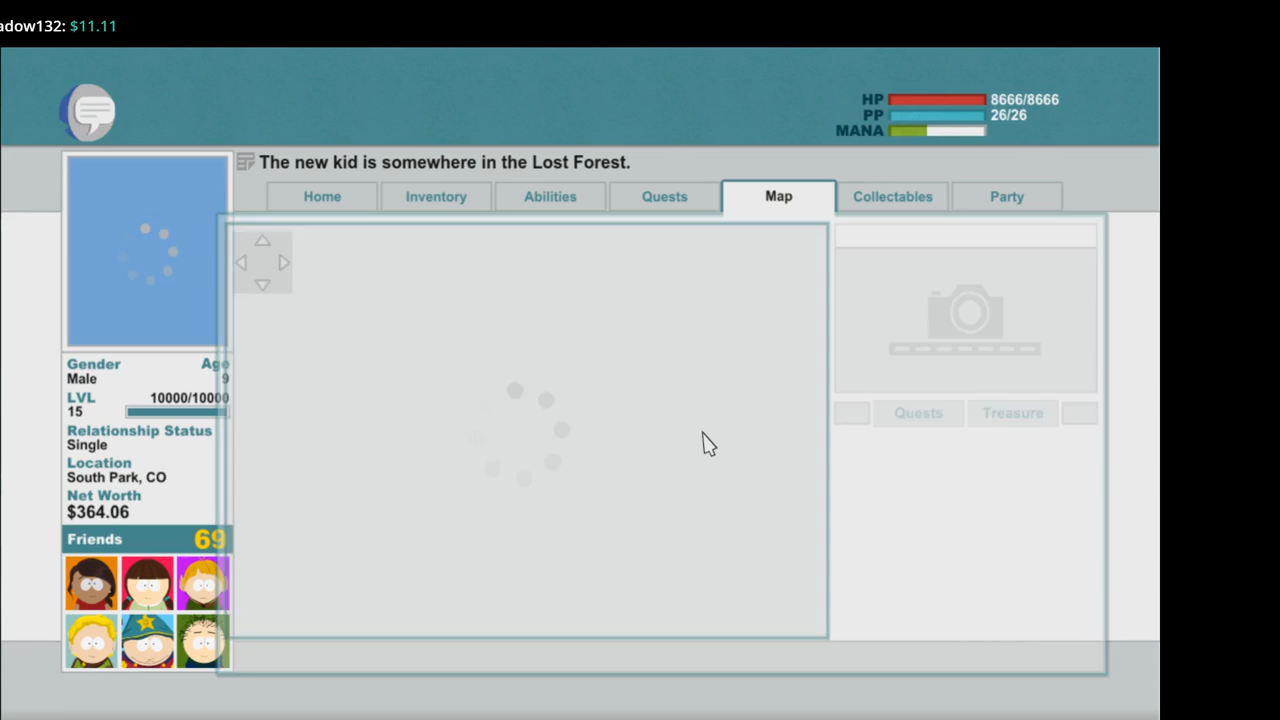 adow132: $11.11
HP 8666/8666
PP 26/26
MANA
The new kid is somewhere in the Lost Forest.
Home Inventory Abilities Quests Map Collectables Party
Gender Age
Male 9
LVL 10000/10000
15
Relationship Status
Single
Location
South Park, CO
Net Worth
$364.06
Friends 69
Quests Treasure